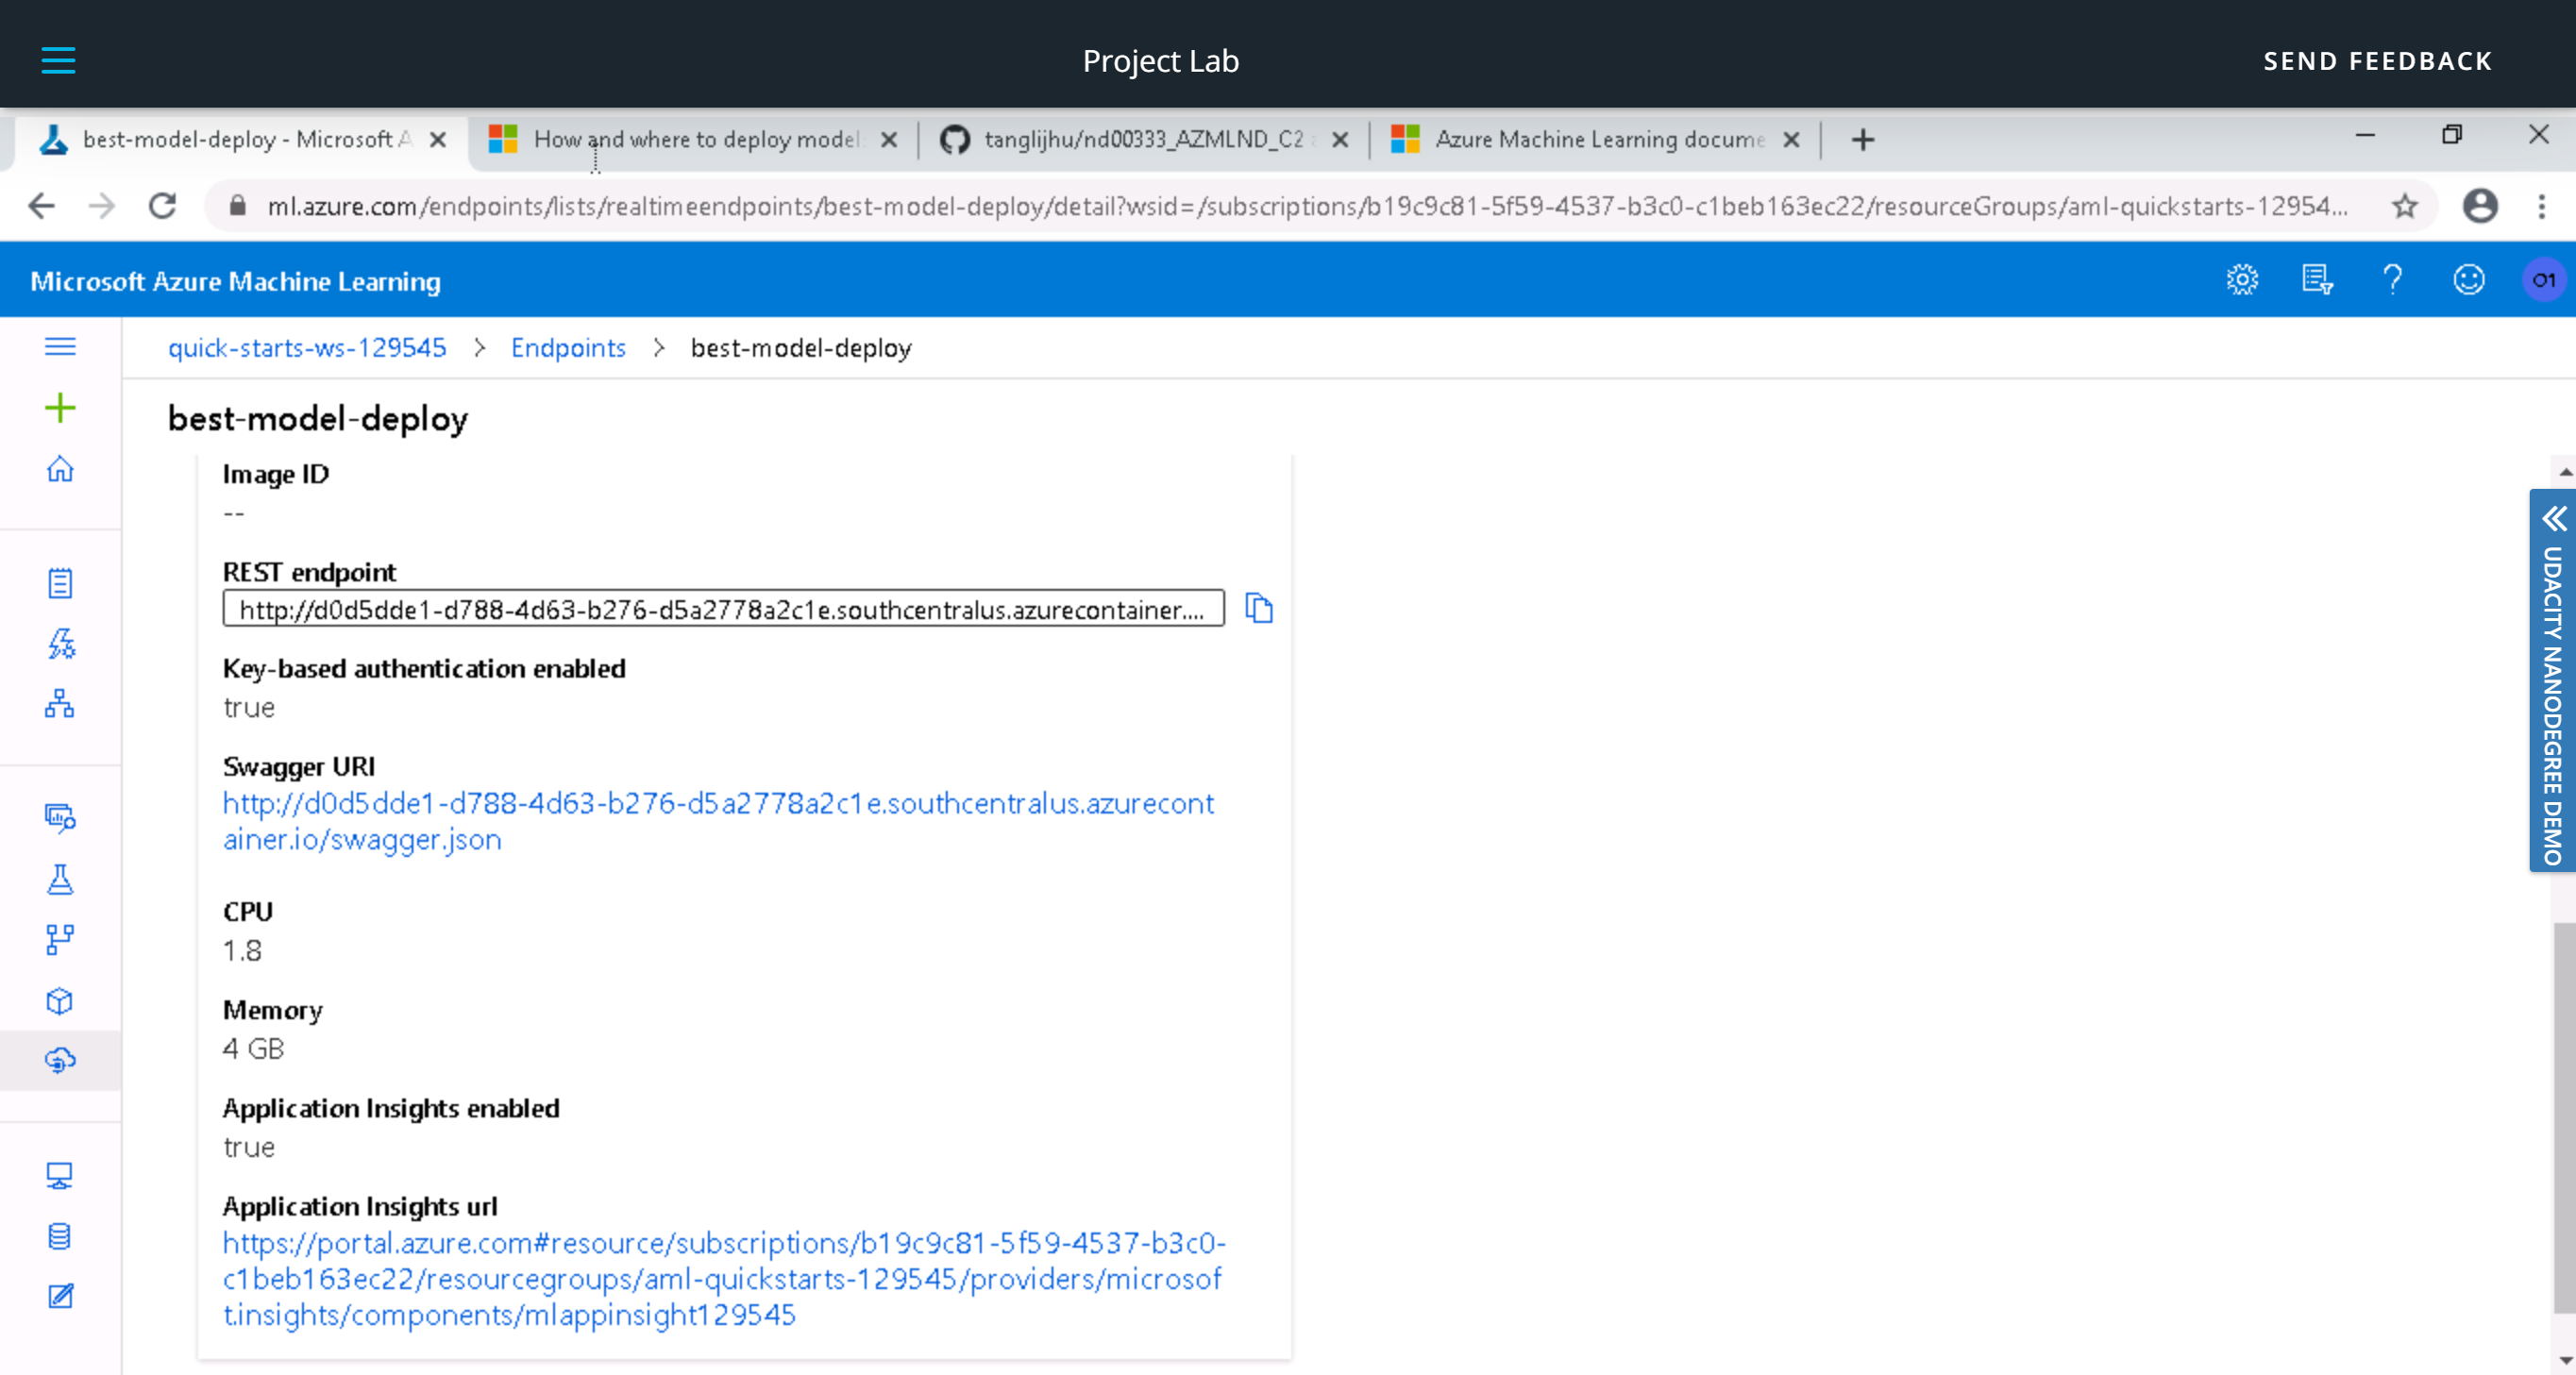 Project Lab
SEND FEEDBACK
best-model-deploy - Microsoft A
How and where to deploy model
tanglijhu/nd00333_AZMLND_C2
Azure Machine Learning docume
ml.azure.com/endpoints/lists/realtimeendpoints/best-model-deploy/detail?wsid=/subscriptions/b19c9c81-5f59-4537-b3c0-c1beb163ec22/resourceGroups/aml-quickstarts-12954...
Microsoft Azure Machine Learning
O1
quick-starts-ws-129545 > Endpoints > best-model-deploy
best-model-deploy
Image ID
--
REST endpoint
http://d0d5dde1-d788-4d63-b276-d5a2778a2c1e.southcentralus.azurecontainer....
Key-based authentication enabled
true
Swagger URI
http://d0d5dde1-d788-4d63-b276-d5a2778a2c1e.southcentralus.azurecont
ainer.io/swagger.json
CPU
1.8
Memory
4 GB
Application Insights enabled
true
Application Insights url
https://portal.azure.com#resource/subscriptions/b19c9c81-5f59-4537-b3c0-
c1beb163ec22/resourcegroups/aml-quickstarts-129545/providers/microsof
t.insights/components/mlappinsight129545
UDACITY NANODEGREE DEMO